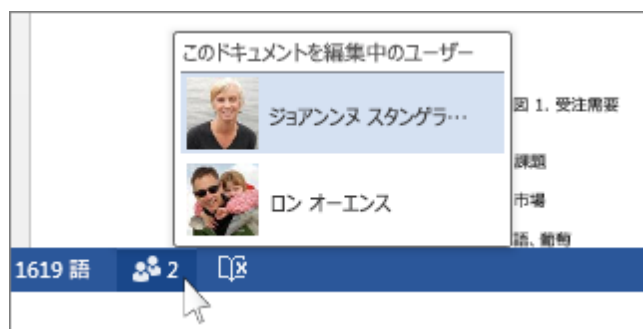 このドキュメントを編集中のユーザー
ジョアンンヌ スタンゲラ…
ロン オーエンス
図 1. 受注需要
課題
市場
語、葡萄
1619 語
2